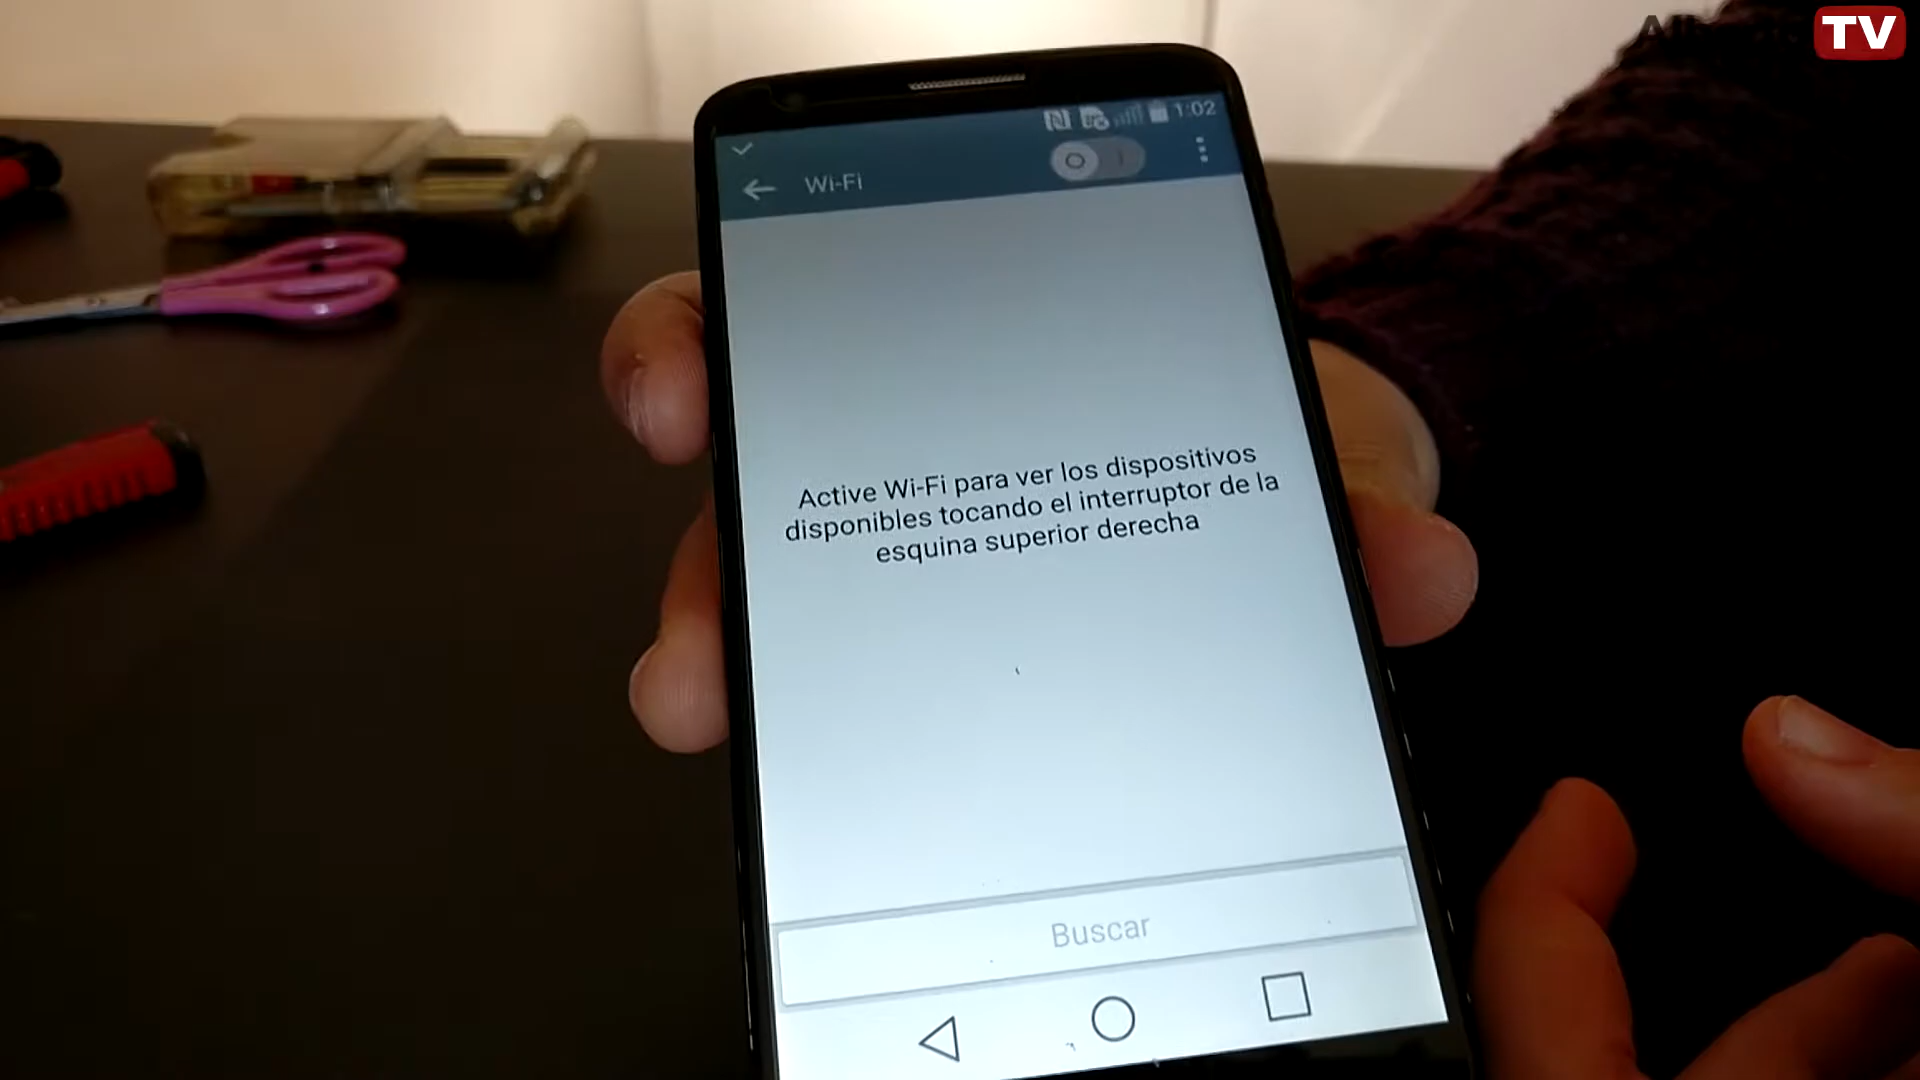 TV
1:02
Wi-Fi
Active Wi-Fi para ver los dispositivos
disponibles tocando el interruptor de la
esquina superior derecha
Buscar